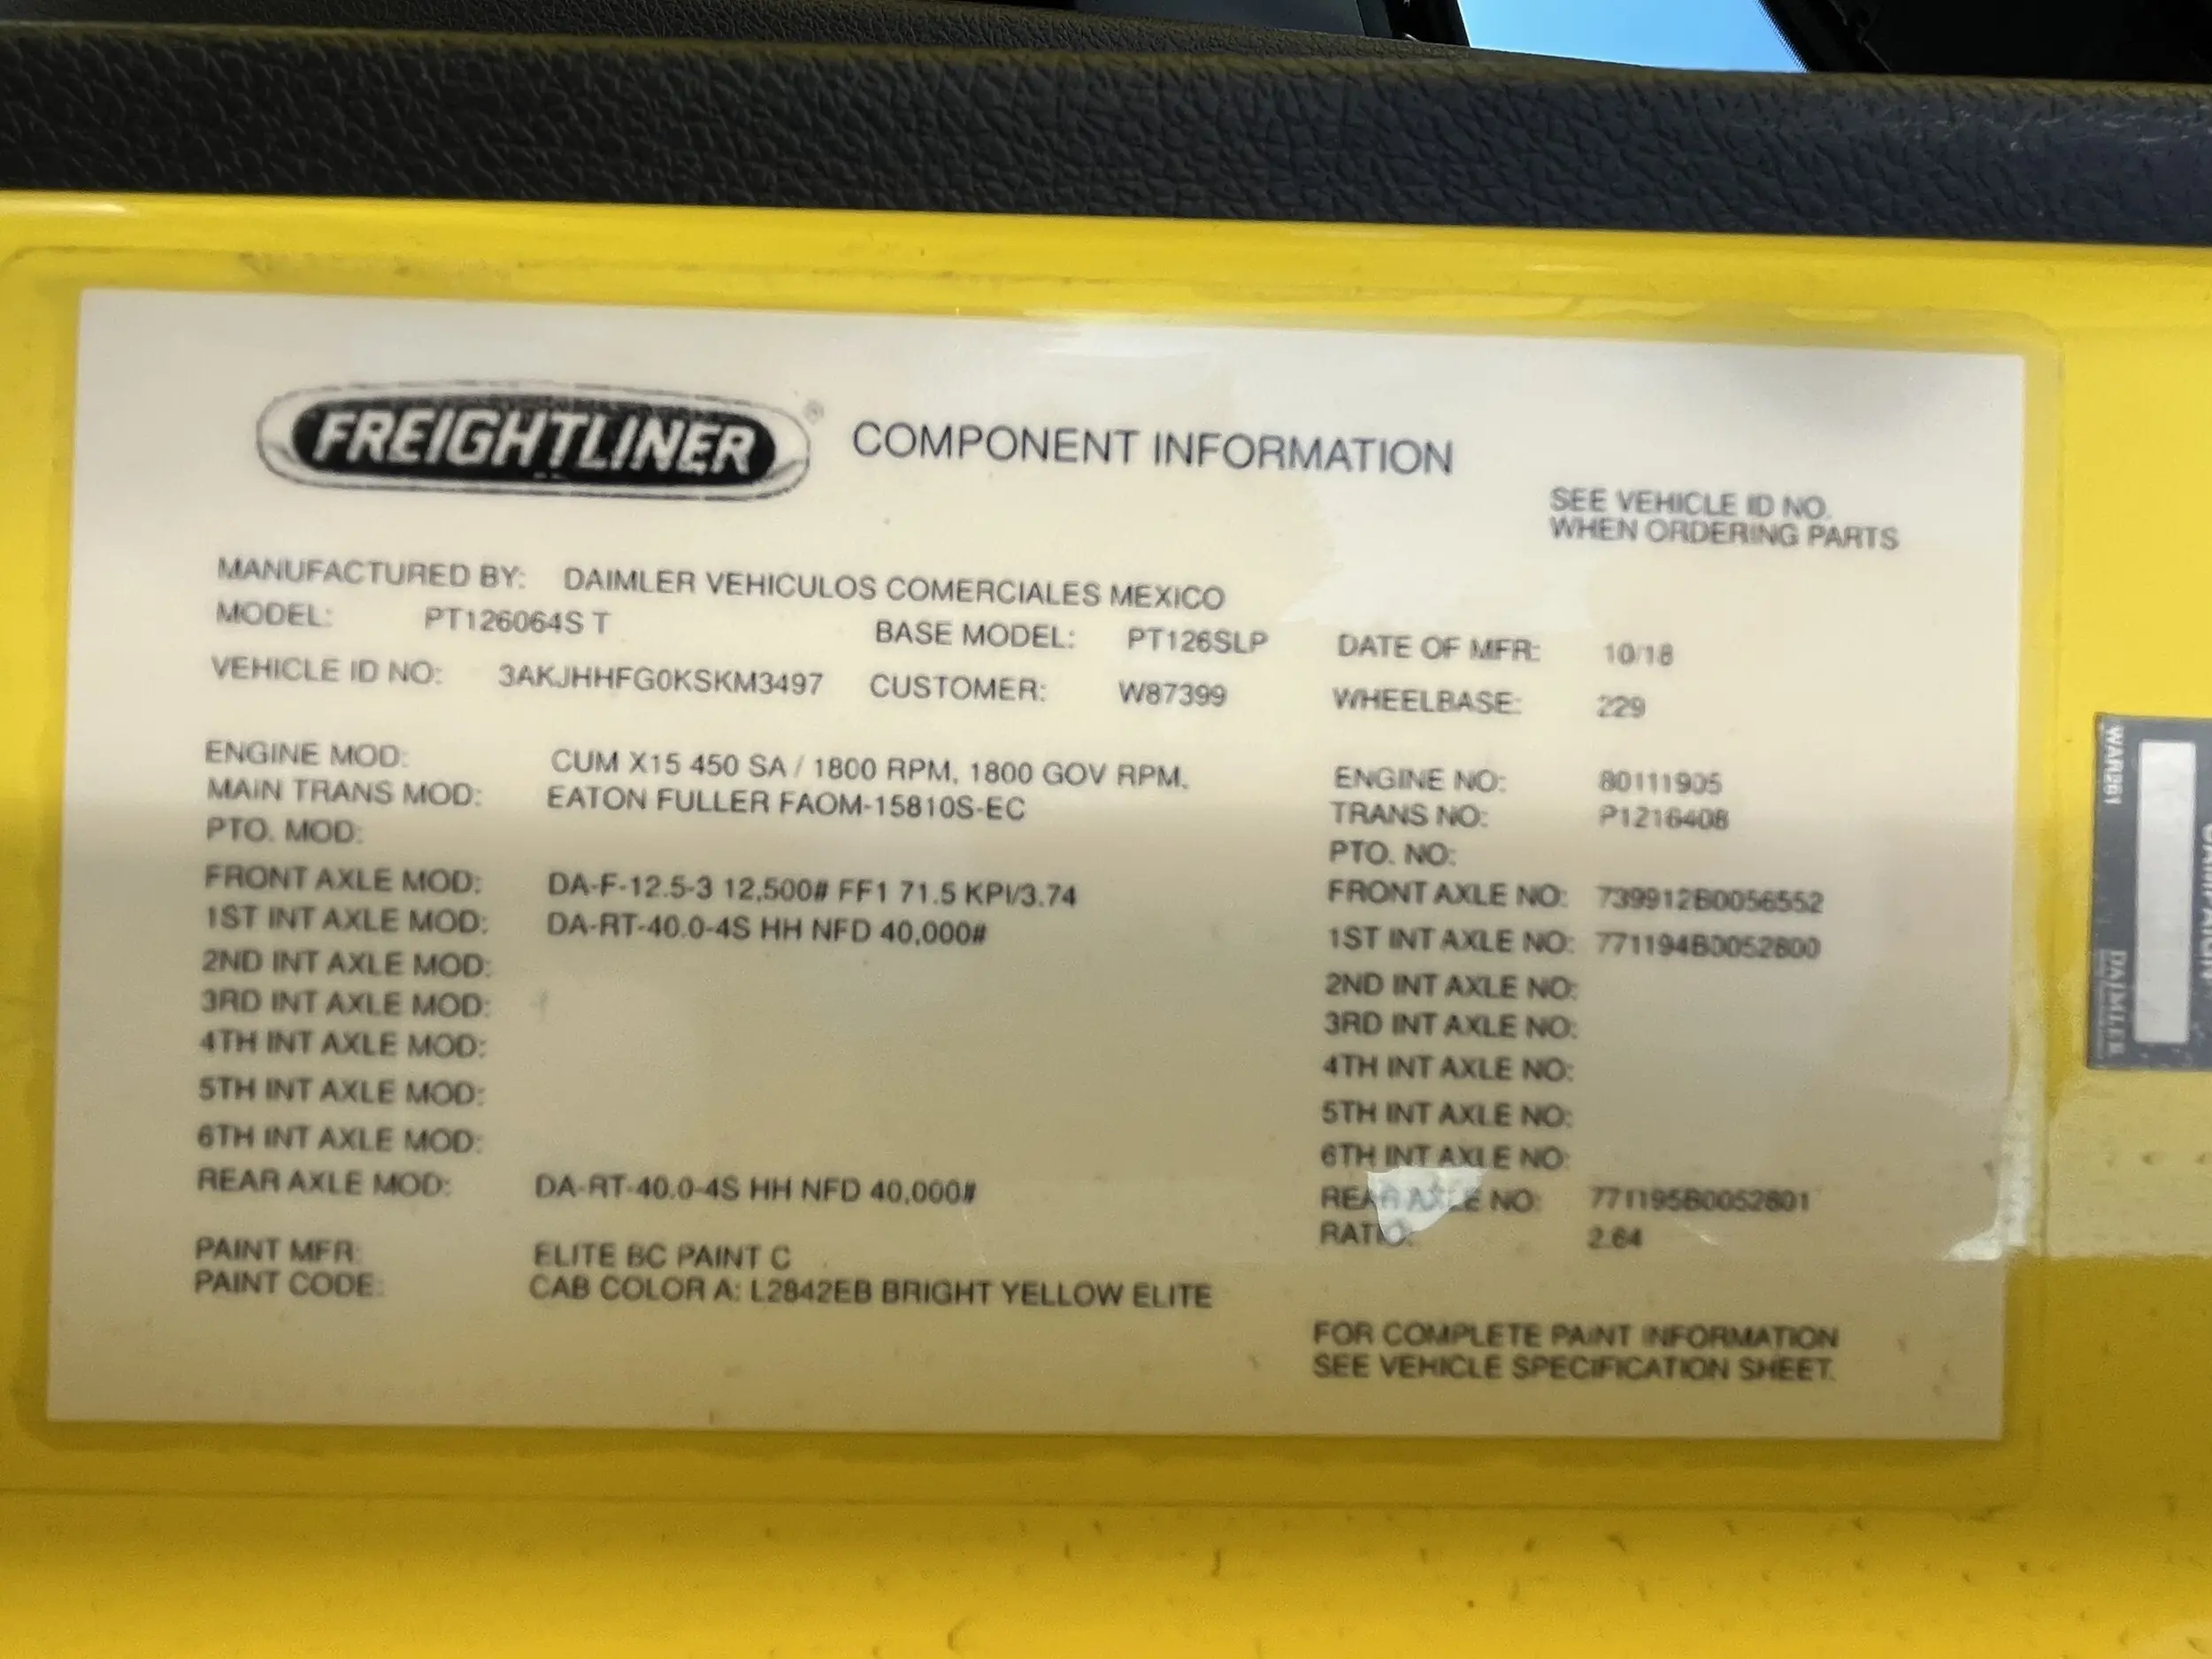 FREIGHTLINER® COMPONENT INFORMATION
SEE VEHICLE ID NO.
WHEN ORDERING PARTS
MANUFACTURED BY: DAIMLER VEHICULOS COMERCIALES MEXICO
MODEL: PT126064S T BASE MODEL: PT126SLP DATE OF MFR: 10/18
VEHICLE ID NO: 3AKJHHFG0KSKM3497 CUSTOMER: W87399 WHEELBASE: 229
ENGINE MOD: CUM X15 450 SA / 1800 RPM, 1800 GOV RPM, ENGINE NO: 80111905
MAIN TRANS MOD: EATON FULLER FAOM-15810S-EC TRANS NO: P1216408
PTO. MOD: PTO. NO:
FRONT AXLE MOD: DA-F-12.5-3 12,500# FF1 71.5 KPI/3.74 FRONT AXLE NO: 739912B0056552
1ST INT AXLE MOD: DA-RT-40.0-4S HH NFD 40,000# 1ST INT AXLE NO: 771194B0052800
2ND INT AXLE MOD: 2ND INT AXLE NO:
3RD INT AXLE MOD: 3RD INT AXLE NO:
4TH INT AXLE MOD: 4TH INT AXLE NO:
5TH INT AXLE MOD: 5TH INT AXLE NO:
6TH INT AXLE MOD: 6TH INT AXLE NO:
REAR AXLE MOD: DA-RT-40.0-4S HH NFD 40,000# REAR AXLE NO: 771195B0052801
RATIO: 2.64
PAINT MFR: ELITE BC PAINT C
PAINT CODE: CAB COLOR A: L2842EB BRIGHT YELLOW ELITE
FOR COMPLETE PAINT INFORMATION
SEE VEHICLE SPECIFICATION SHEET.
WAR261
DAIMLER